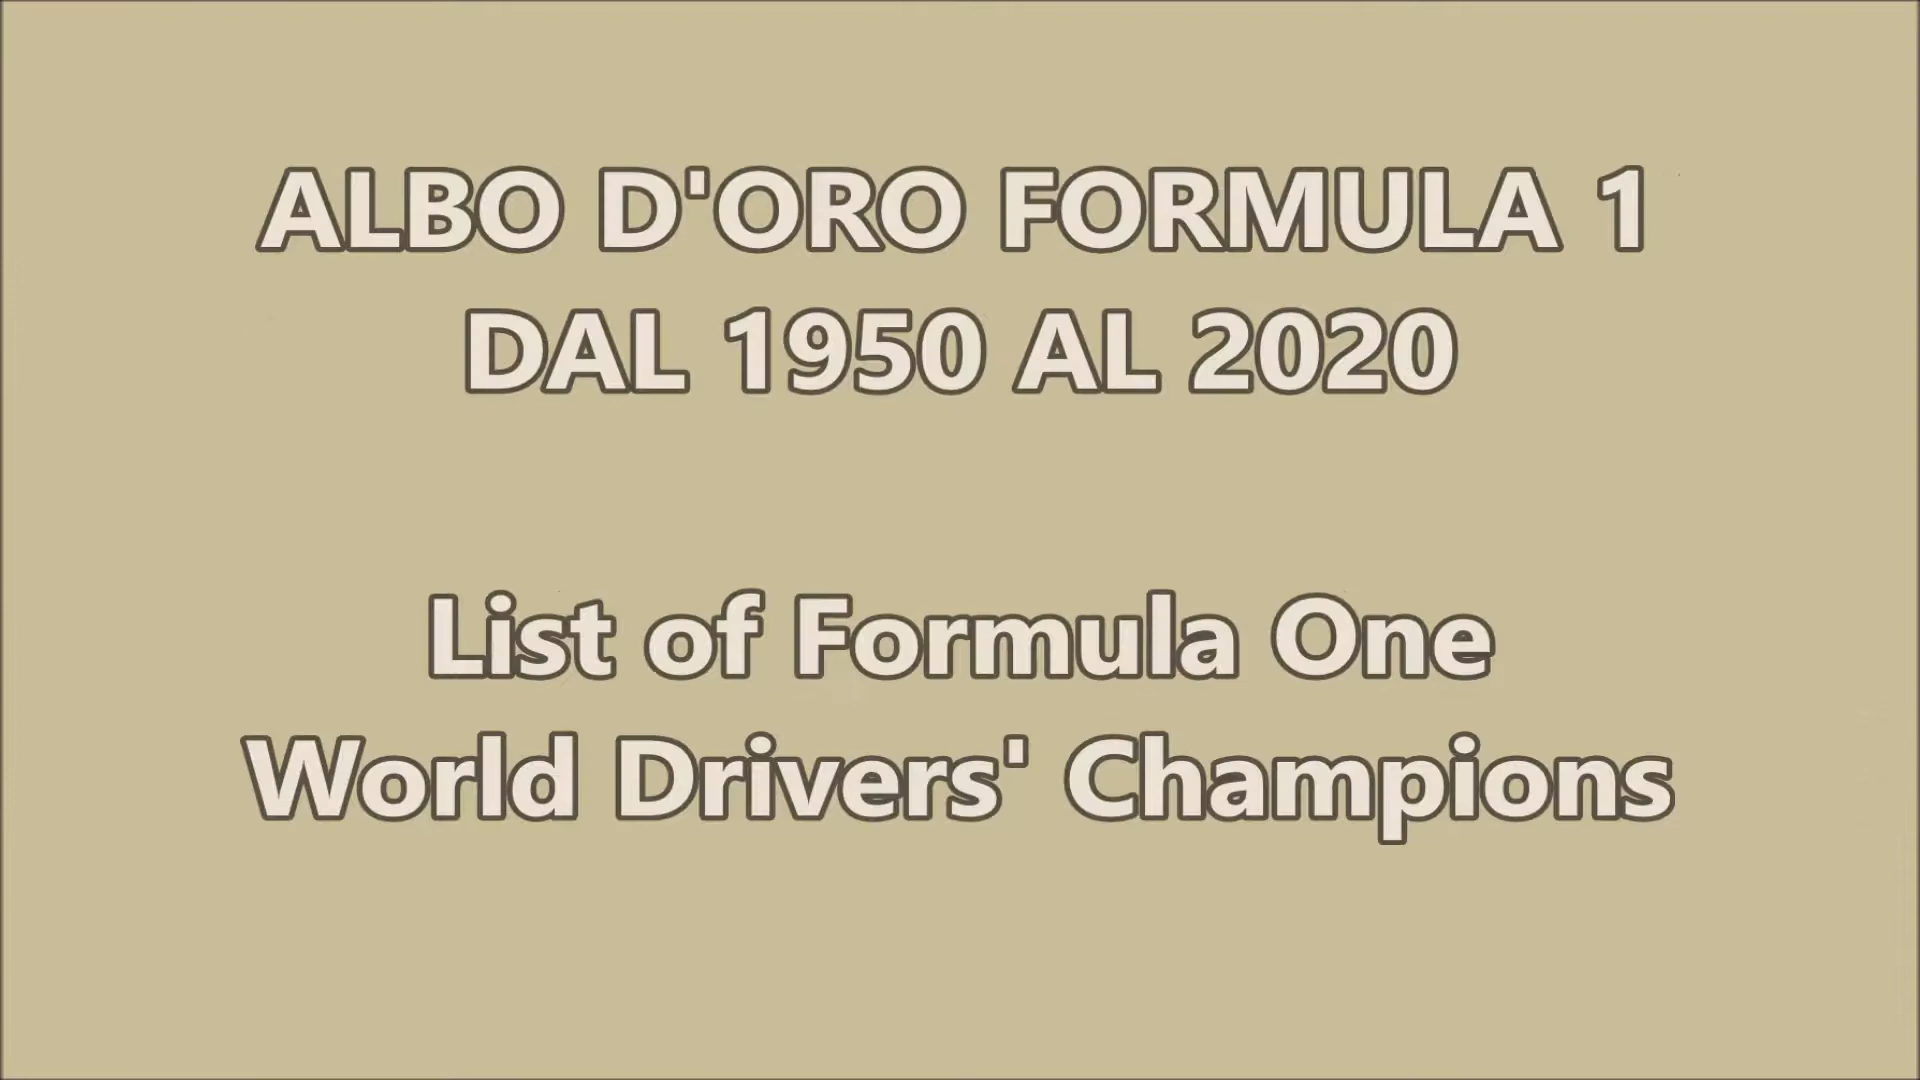 ALBO D'ORO FORMULA 1
DAL 1950 AL 2020
List of Formula One
World Drivers' Champions